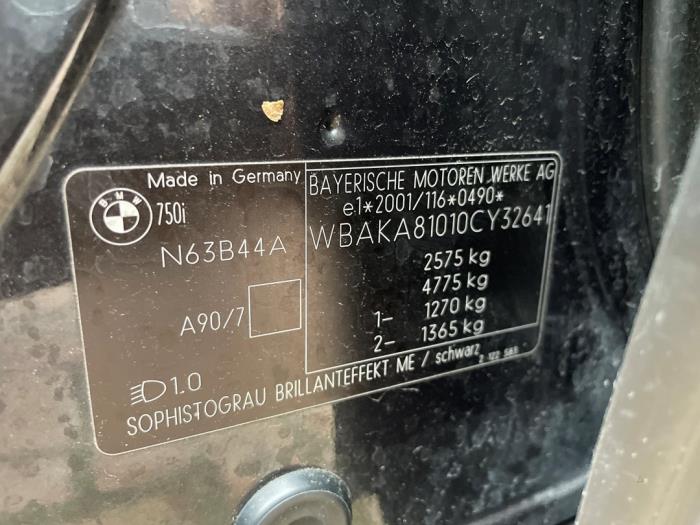 Made in Germany
BMW
750i
N63B44A
A90/7
1.0
BAYERISCHE MOTOREN WERKE AG
e1*2001/116*0490*
WBAKA81010CY32641
2575 kg
4775 kg
1- 1270 kg
2- 1365 kg
SOPHISTOGRAU BRILLANTEFFEKT ME / schwarz